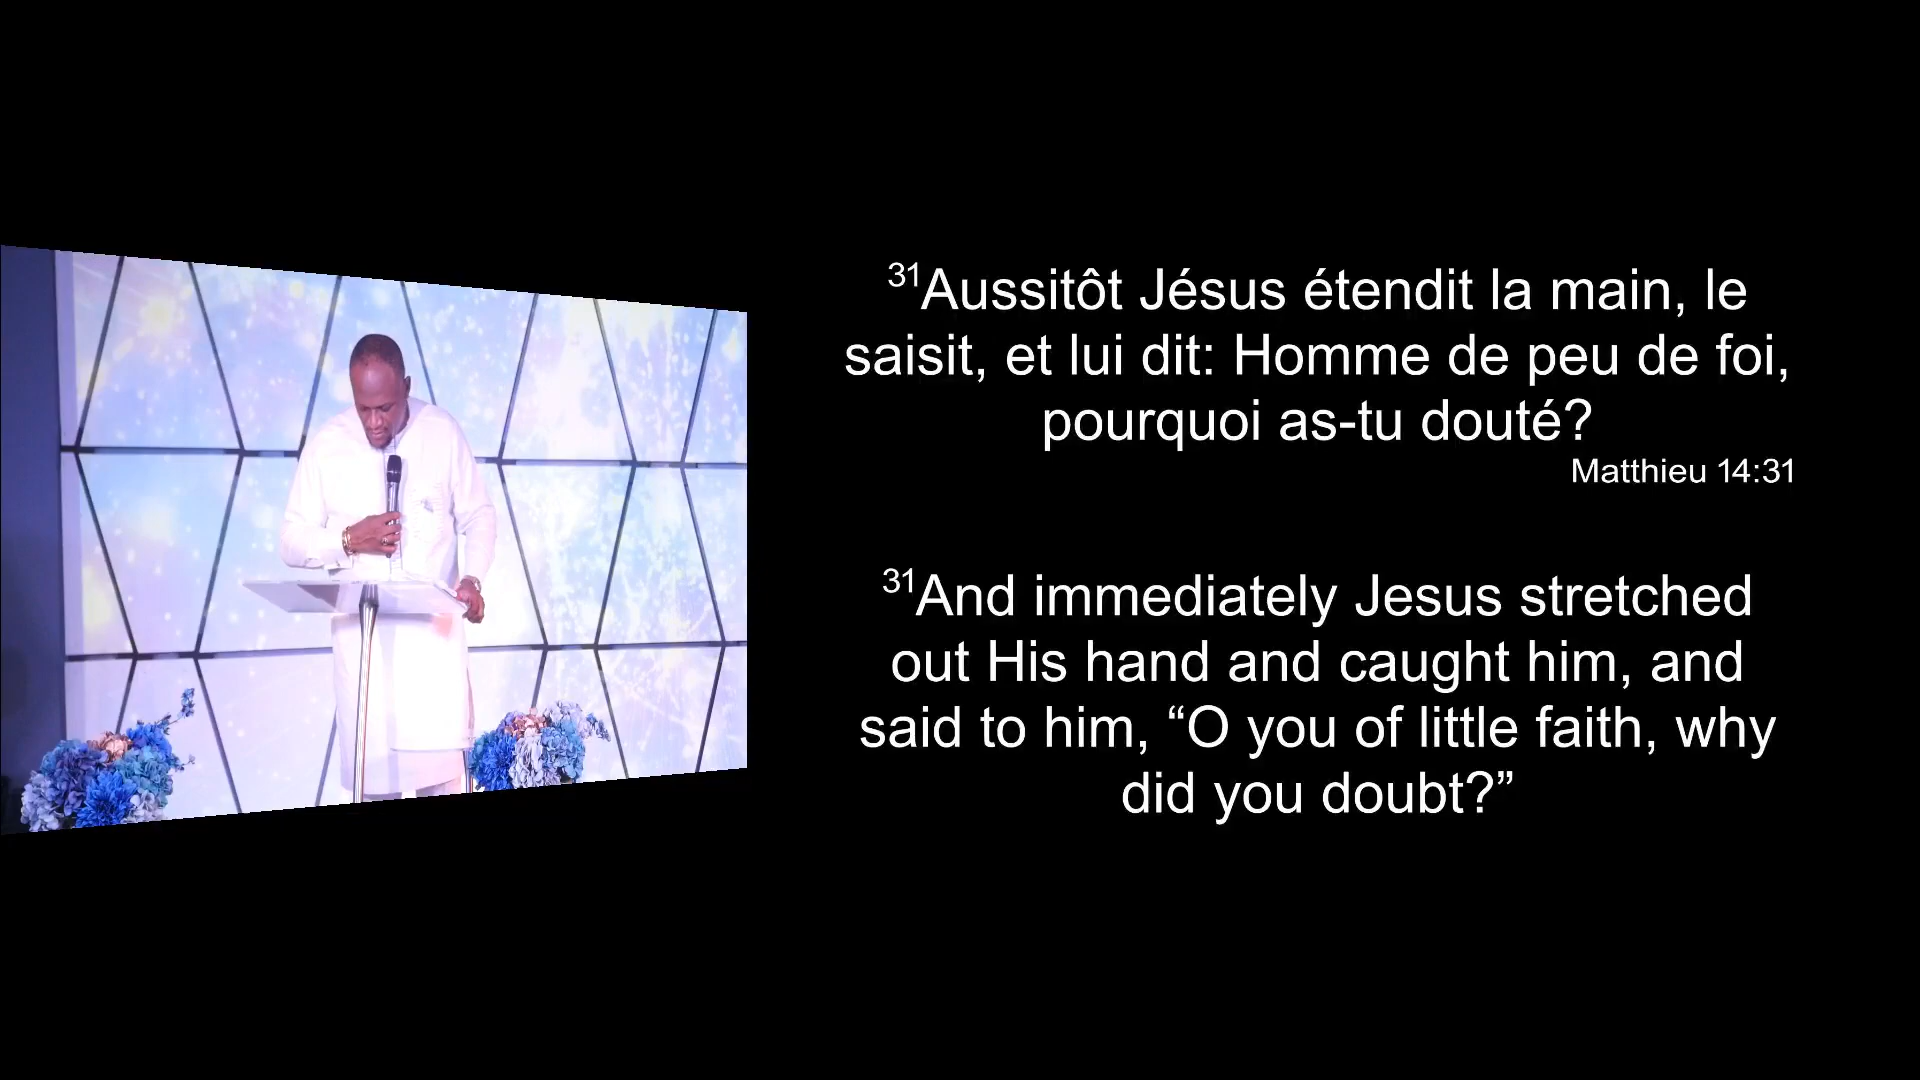 31Aussitôt Jésus étendit la main, le
saisit, et lui dit: Homme de peu de foi,
pourquoi as-tu douté?
Matthieu 14:31
31And immediately Jesus stretched
out His hand and caught him, and
said to him, “O you of little faith, why
did you doubt?”